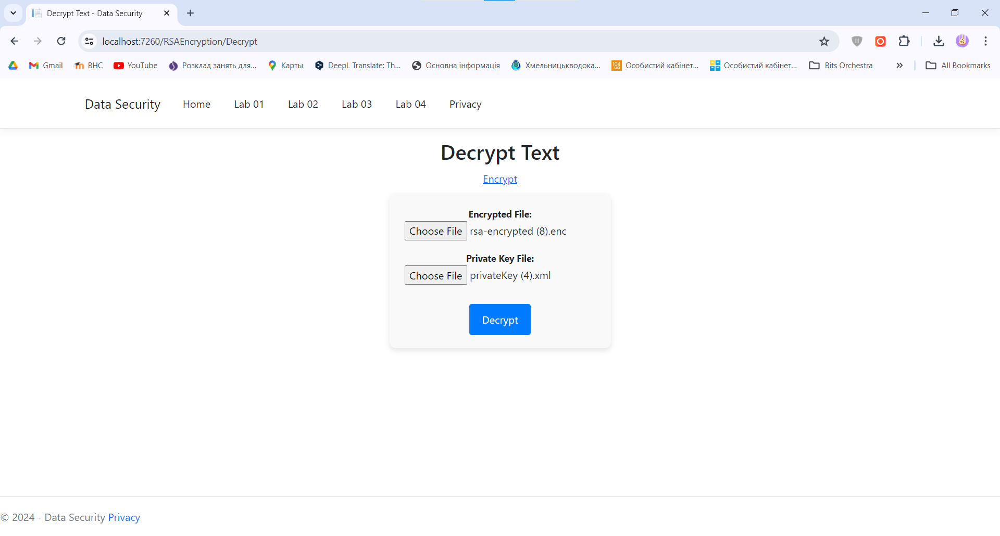 Decrypt Text - Data Security
localhost:7260/RSAEncryption/Decrypt
Gmail BHC YouTube Розклад занять для... Карты DeepL Translate: Th... Основна інформація Хмельницькводока... 104.ua Особистий кабінет... Особистий кабінет... Bits Orchestra » All Bookmarks
Data Security Home Lab 01 Lab 02 Lab 03 Lab 04 Privacy
Decrypt Text
Encrypt
Encrypted File:
Choose File rsa-encrypted (8).enc
Private Key File:
Choose File privateKey (4).xml
Decrypt
© 2024 - Data Security Privacy